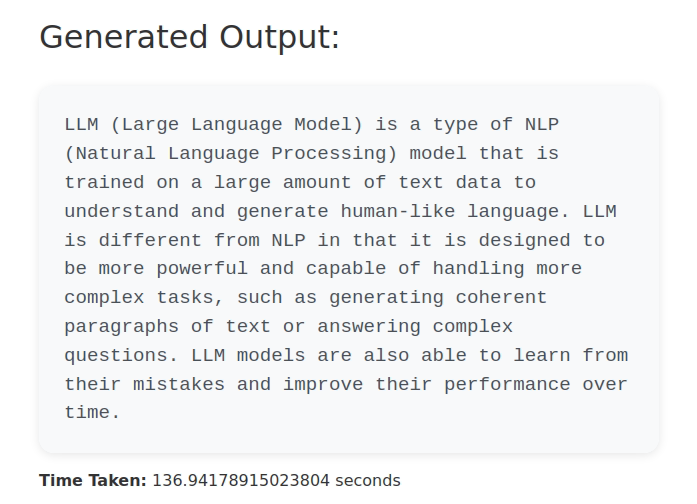 Generated Output:
LLM (Large Language Model) is a type of NLP
(Natural Language Processing) model that is
trained on a large amount of text data to
understand and generate human-like language. LLM
is different from NLP in that it is designed to
be more powerful and capable of handling more
complex tasks, such as generating coherent
paragraphs of text or answering complex
questions. LLM models are also able to learn from
their mistakes and improve their performance over
time.
Time Taken: 136.94178915023804 seconds